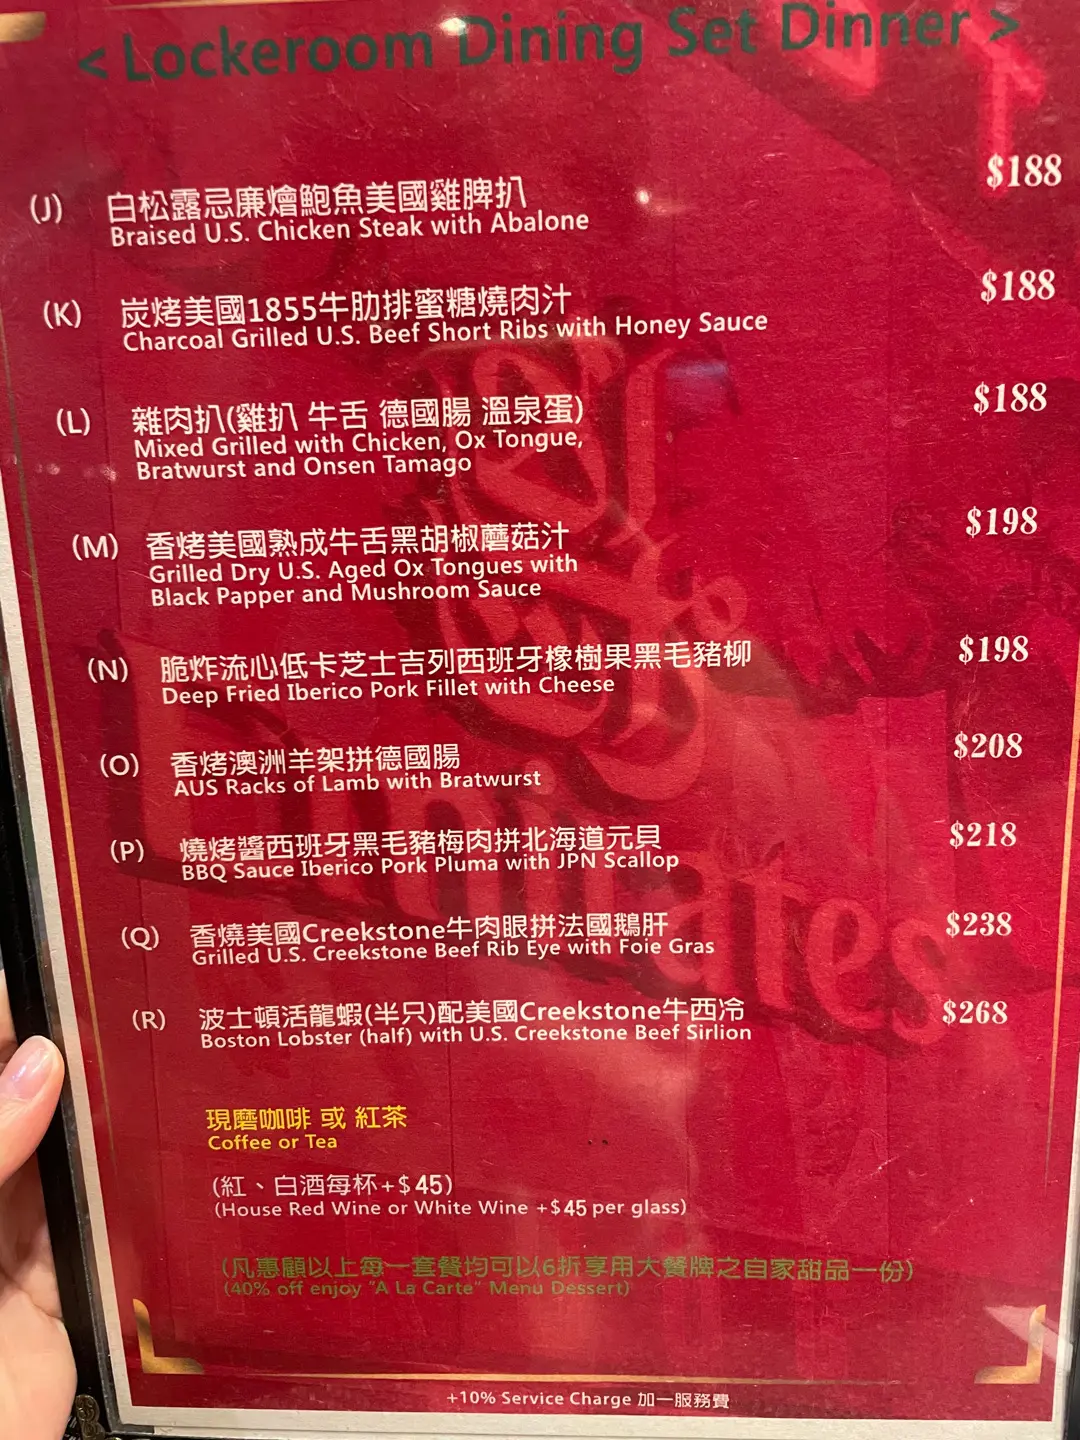 < Lockeroom Dining Set Dinner >
(J) 白松露忌廉燴鮑魚美國雞脾扒 $188
Braised U.S. Chicken Steak with Abalone
(K) 炭烤美國1855牛肋排蜜糖燒肉汁 $188
Charcoal Grilled U.S. Beef Short Ribs with Honey Sauce
(L) 雜肉扒(雞扒 牛舌 德國腸 溫泉蛋) $188
Mixed Grilled with Chicken, Ox Tongue,
Bratwurst and Onsen Tamago
(M) 香烤美國熟成牛舌黑胡椒蘑菇汁 $198
Grilled Dry U.S. Aged Ox Tongues with
Black Papper and Mushroom Sauce
(N) 脆炸流心低卡芝士吉列西班牙橡樹果黑毛豬柳 $198
Deep Fried Iberico Pork Fillet with Cheese
(O) 香烤澳洲羊架拼德國腸 $208
AUS Racks of Lamb with Bratwurst
(P) 燒烤醬西班牙黑毛豬梅肉拼北海道元貝 $218
BBQ Sauce Iberico Pork Pluma with JPN Scallop
(Q) 香燒美國Creekstone牛肉眼拼法國鵝肝 $238
Grilled U.S. Creekstone Beef Rib Eye with Foie Gras
(R) 波士頓活龍蝦(半只)配美國Creekstone牛西冷 $268
Boston Lobster (half) with U.S. Creekstone Beef Sirlion
現磨咖啡 或 紅茶
Coffee or Tea
(紅、白酒每杯+$45)
(House Red Wine or White Wine +$45 per glass)
(凡惠顧以上每一套餐均可以6折享用大餐牌之自家甜品一份)
(40% off enjoy "A La Carte" Menu Dessert)
+10% Service Charge 加一服務費